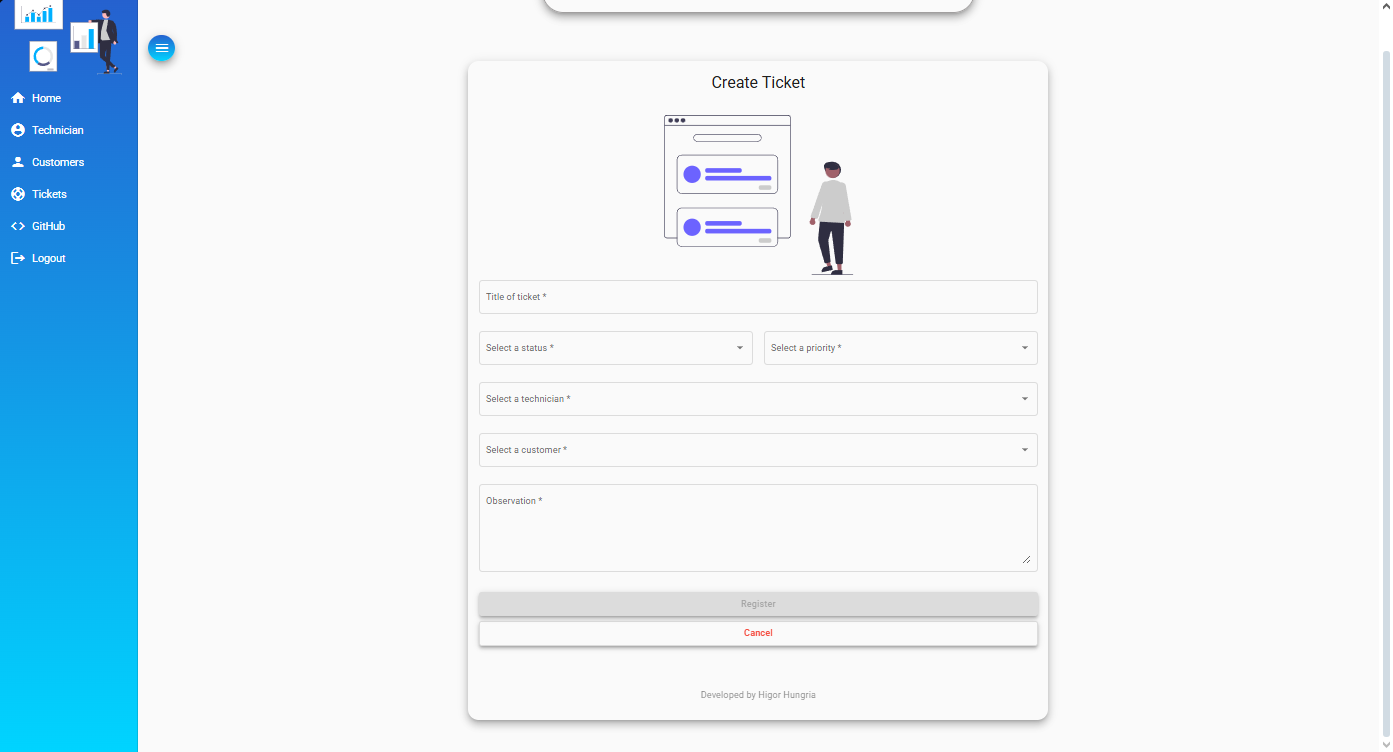 Home
Technician
Customers
Tickets
GitHub
Logout
Create Ticket
Title of ticket *
Select a status *
Select a priority *
Select a technician *
Select a customer *
Observation *
Register
Cancel
Developed by Higor Hungria